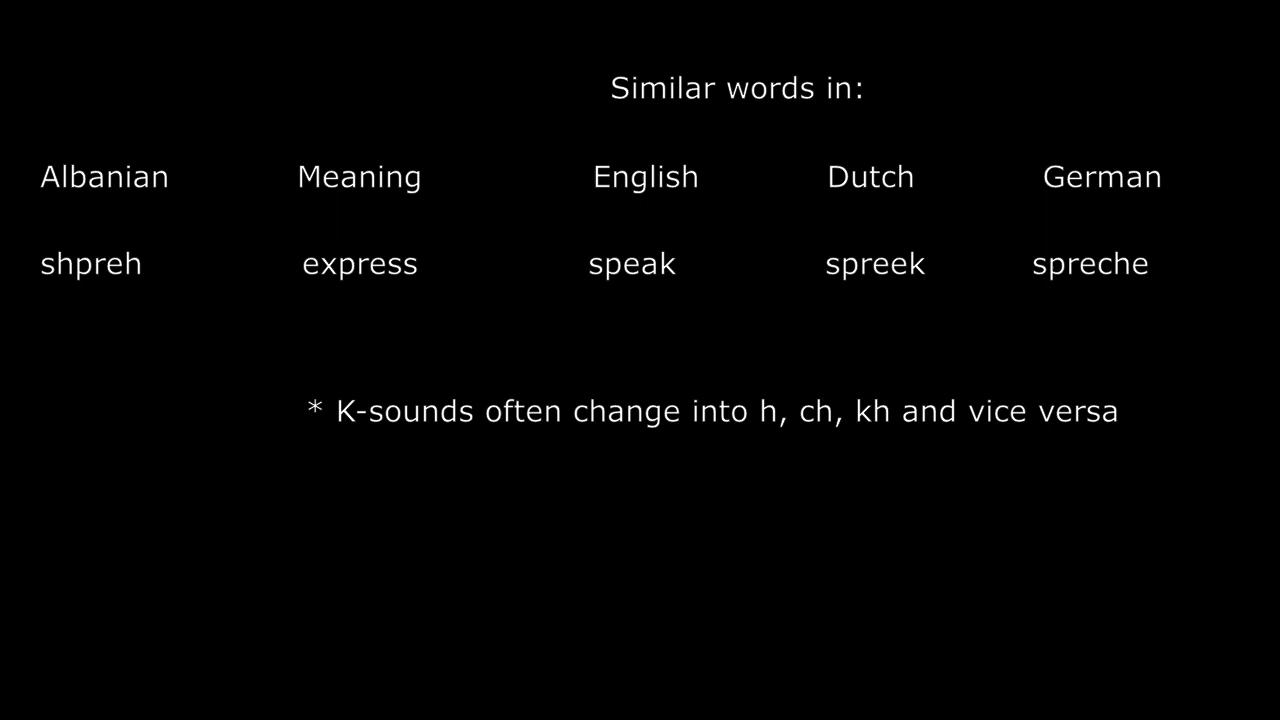 Similar words in:
Albanian Meaning English Dutch German
shpreh express speak spreek spreche
* K-sounds often change into h, ch, kh and vice versa